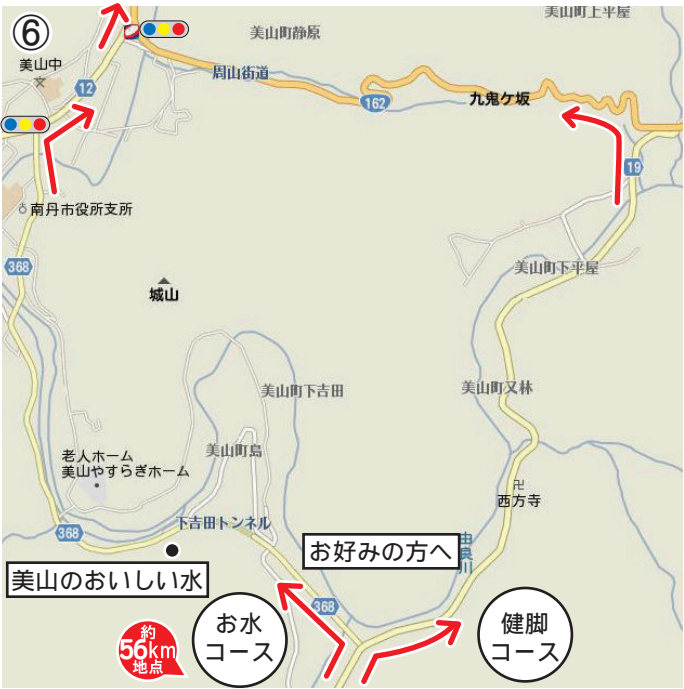 ⑥
美山町上平屋
美山町静原
美山中
周山街道
12
162
九鬼ケ坂
19
南丹市役所支所
368
美山町下平屋
城山
美山町下吉田
美山町又林
美山町島
老人ホーム
美山やすらぎホーム
西方寺
下吉田トンネル
368
お好みの方へ
由良川
美山のおいしい水
368
お水
コース
健脚
コース
約
56km
地点